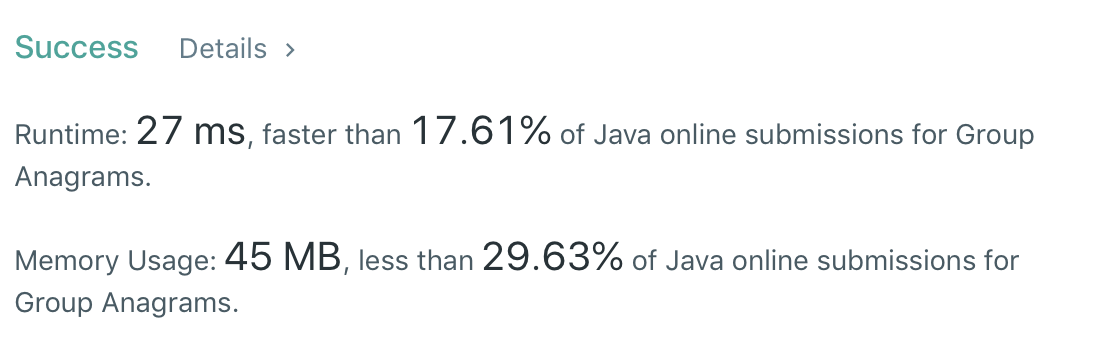 Success Details >
Runtime: 27 ms, faster than 17.61% of Java online submissions for Group
Anagrams.
Memory Usage: 45 MB, less than 29.63% of Java online submissions for
Group Anagrams.